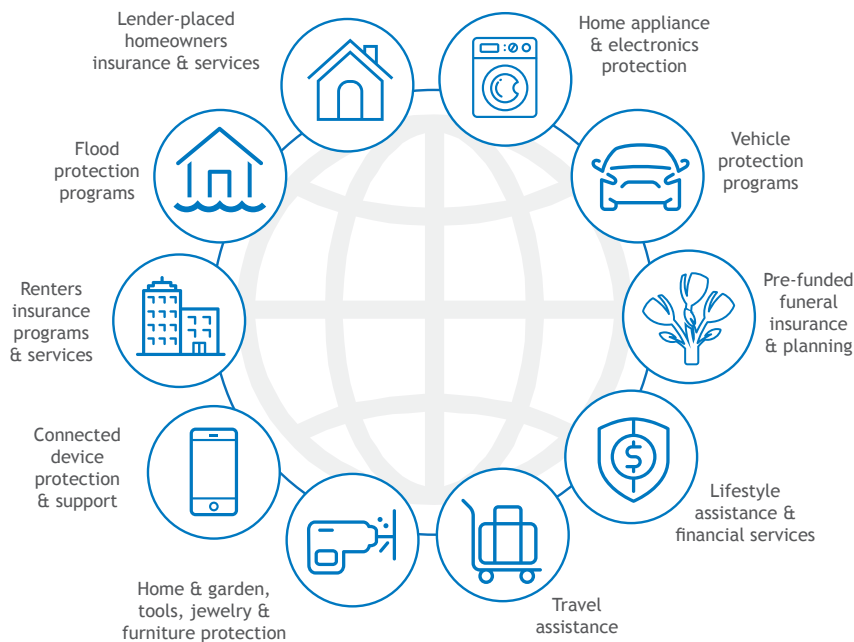 Lender-placed
homeowners
insurance & services
Home appliance
& electronics
protection
Vehicle
protection
programs
Pre-funded
funeral
insurance
& planning
Lifestyle
assistance &
financial services
Travel
assistance
Home & garden,
tools, jewelry &
furniture protection
Connected
device
protection
& support
Renters
insurance
programs
& services
Flood
protection
programs
$